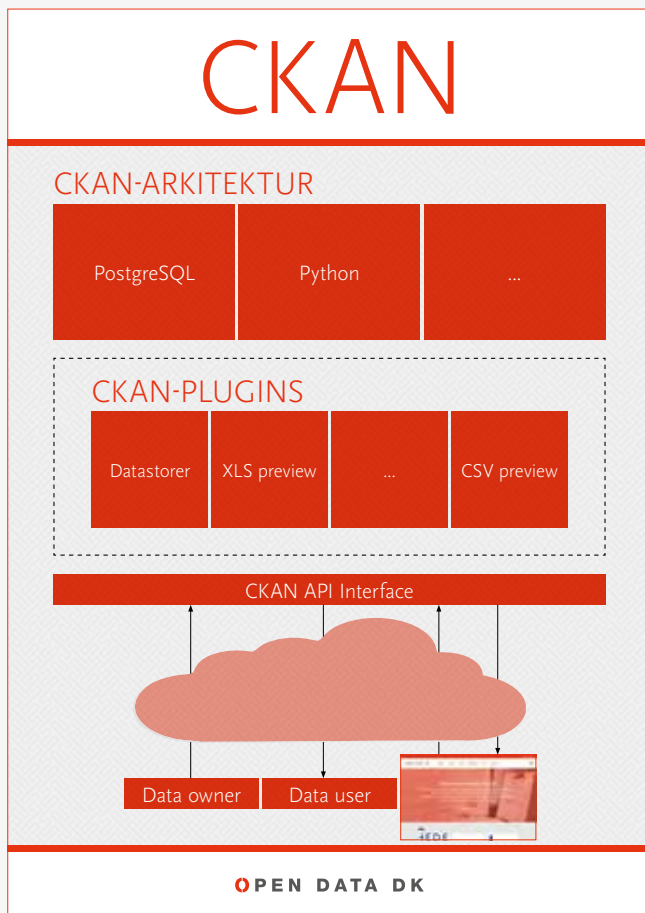 CKAN
CKAN-ARKITEKTUR
PostgreSQL
Python
...
CKAN-PLUGINS
Datastorer
XLS preview
...
CSV preview
CKAN API Interface
Data owner
Data user
OPEN DATA DK